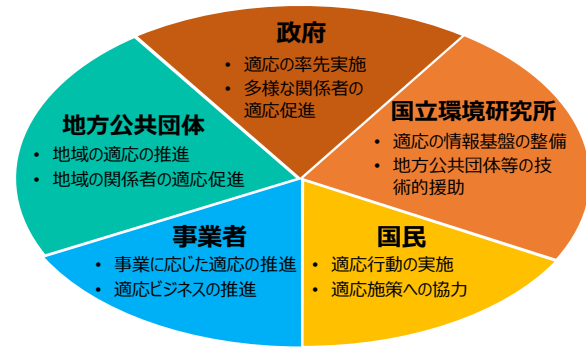 政府
• 適応の率先実施
• 多様な関係者の
適応促進
国立環境研究所
• 適応の情報基盤の整備
• 地方公共団体等の技
術的援助
地方公共団体
• 地域の適応の推進
• 地域の関係者の適応促進
事業者
• 事業に応じた適応の推進
• 適応ビジネスの推進
国民
• 適応行動の実施
• 適応施策への協力